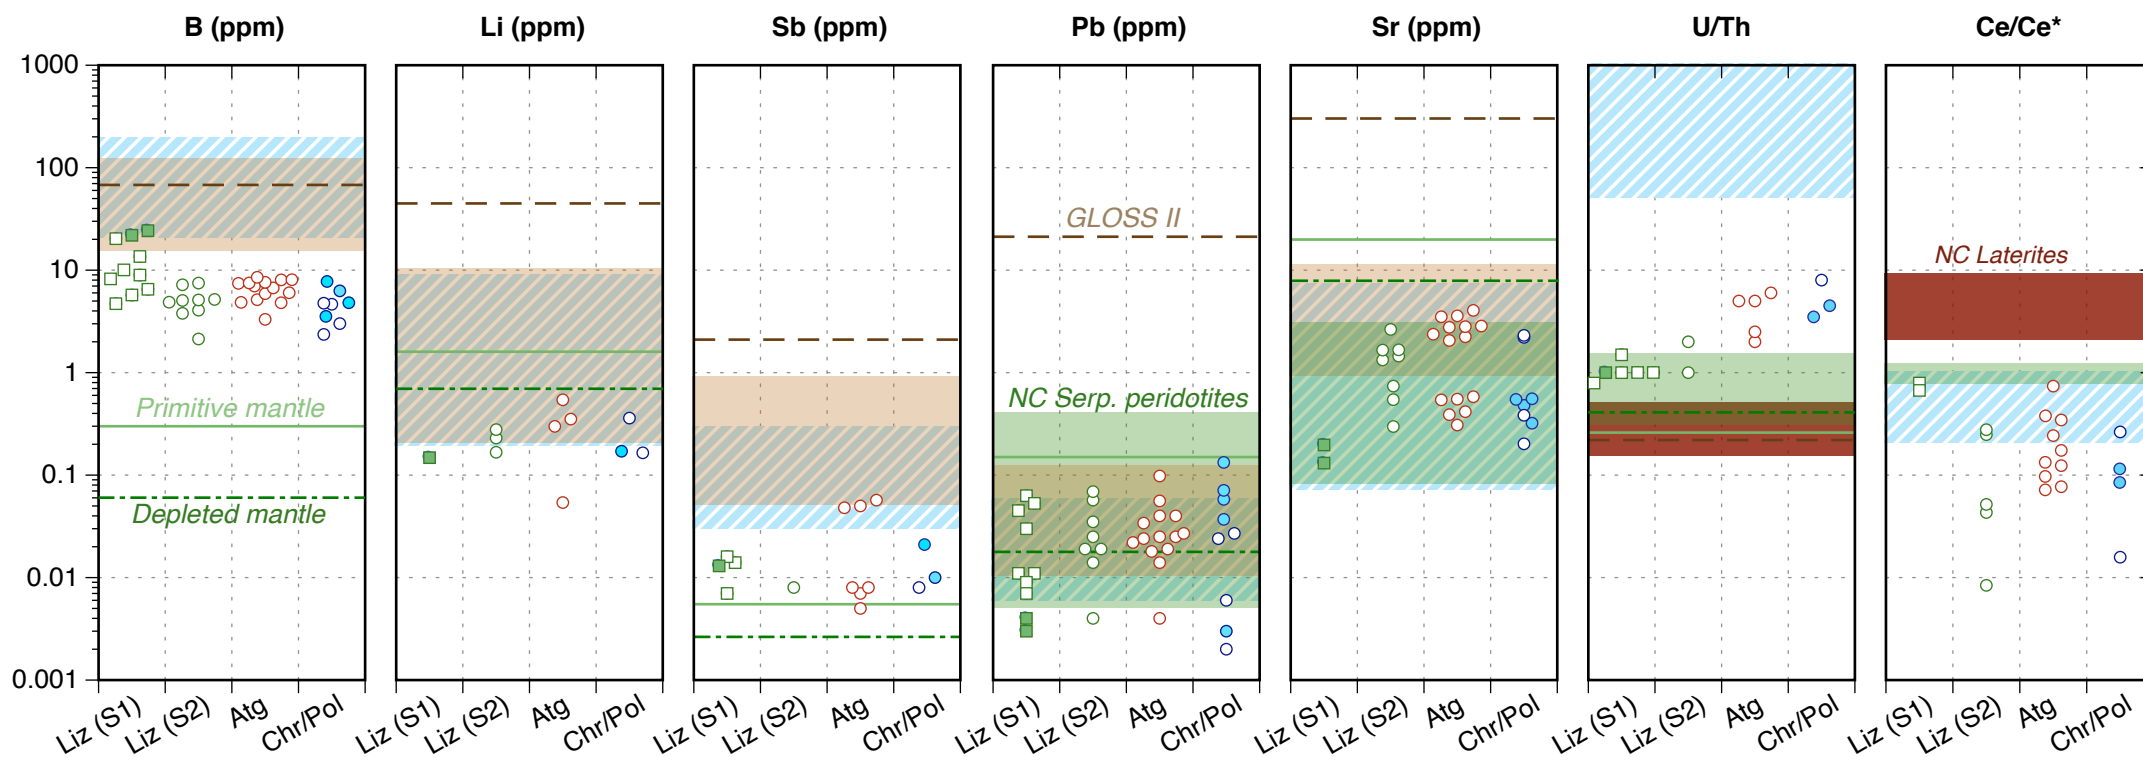 B (ppm)
Li (ppm)
Sb (ppm)
Pb (ppm)
Sr (ppm)
U/Th
Ce/Ce*
1000
100
10
1
0.1
0.01
0.001
Primitive mantle
Depleted mantle
GLOSS II
NC Serp. peridotites
NC Laterites
Liz (S1)
Liz (S2)
Atg
Chr/Pol
Liz (S1)
Liz (S2)
Atg
Chr/Pol
Liz (S1)
Liz (S2)
Atg
Chr/Pol
Liz (S1)
Liz (S2)
Atg
Chr/Pol
Liz (S1)
Liz (S2)
Atg
Chr/Pol
Liz (S1)
Liz (S2)
Atg
Chr/Pol
Liz (S1)
Liz (S2)
Atg
Chr/Pol